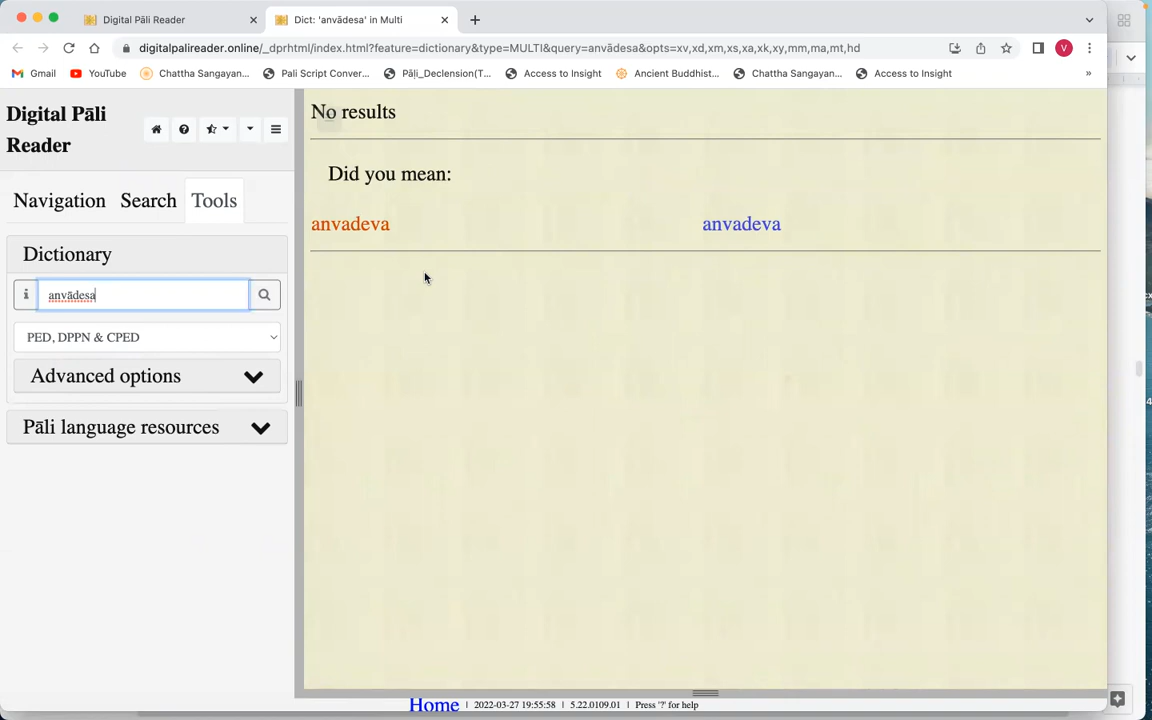 Digital Pāli Reader
Dict: 'anvādesa' in Multi
digitalpalireader.online/_dprhtml/index.html?feature=dictionary&type=MULTI&query=anvādesa&opts=xv,xd,xm,xs,xa,xk,xy,mm,ma,mt,hd
V
Gmail
YouTube
Chattha Sangayan...
Pali Script Conver...
Pāḷi_Declension(T...
Access to Insight
Ancient Buddhist...
Chattha Sangayan...
Access to Insight
»
Digital Pāli
Reader
Navigation
Search
Tools
Dictionary
anvādesa
PED, DPPN & CPED
Advanced options
Pāli language resources
No results
Did you mean:
anvadeva
anvadeva
Home | 2022-03-27 19:55:58 | 5.22.0109.01 | Press '?' for help